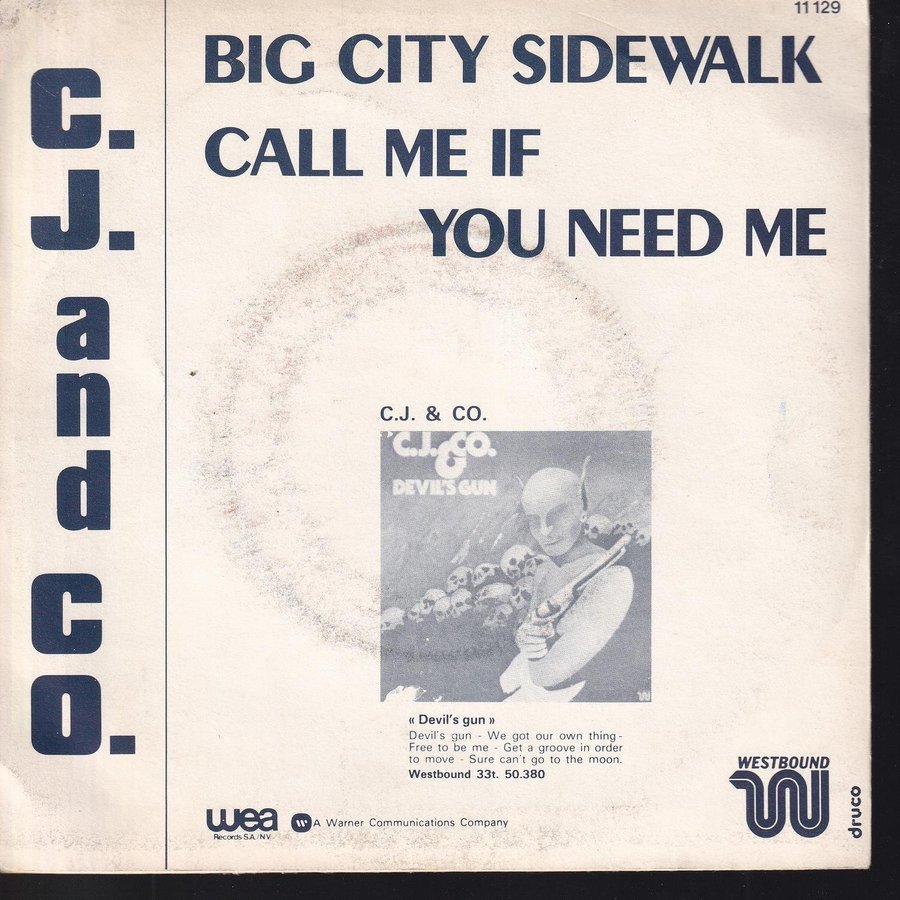 11129
BIG CITY SIDEWALK
CALL ME IF
YOU NEED ME
C.J. and CO.
C.J. & CO.
C.J. & CO.
DEVIL'S GUN
« Devil's gun »
Devil's gun - We got our own thing -
Free to be me - Get a groove in order
to move - Sure can't go to the moon.
Westbound 33t. 50.380
wea
Records S.A./N.V.
A Warner Communications Company
WESTBOUND
W
druco